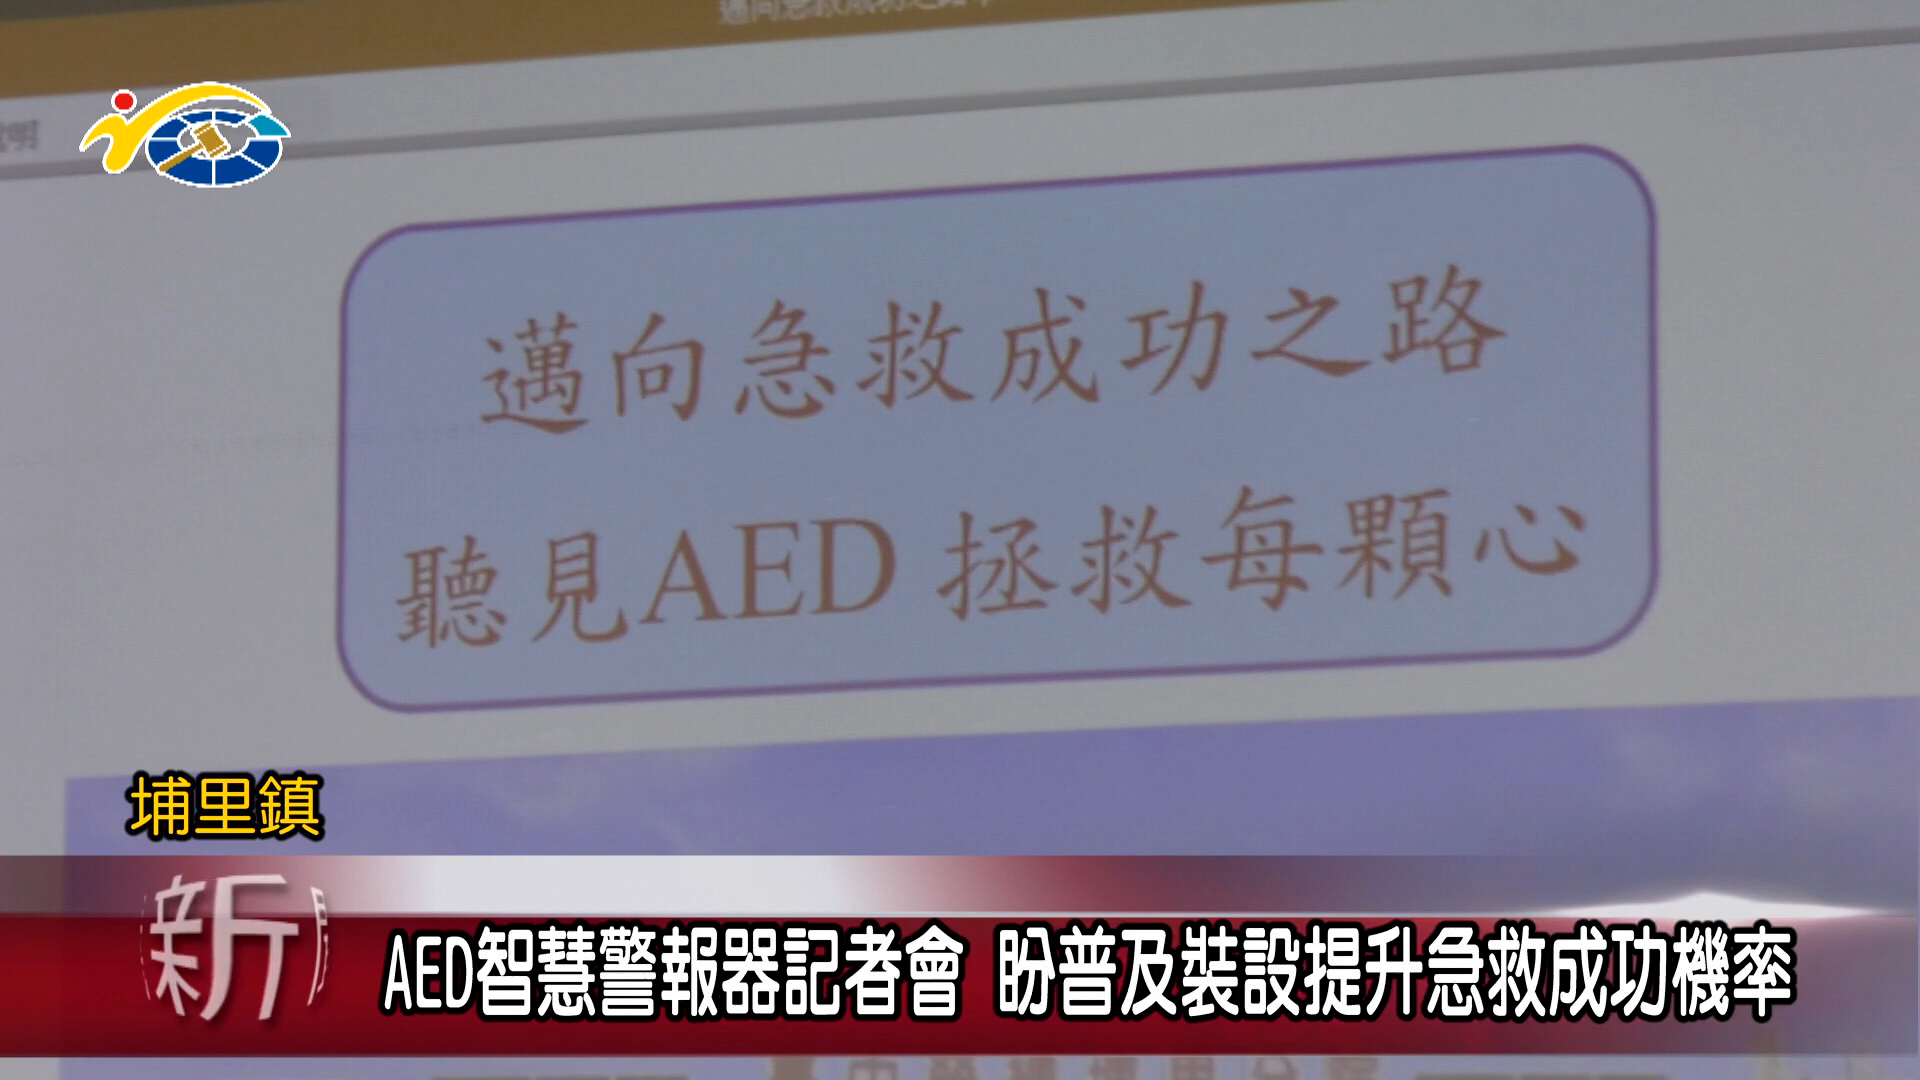 邁向急救成功之路
聽見AED 拯救每顆心
埔里鎮
新
AED智慧警報器記者會 盼普及裝設提升急救成功機率